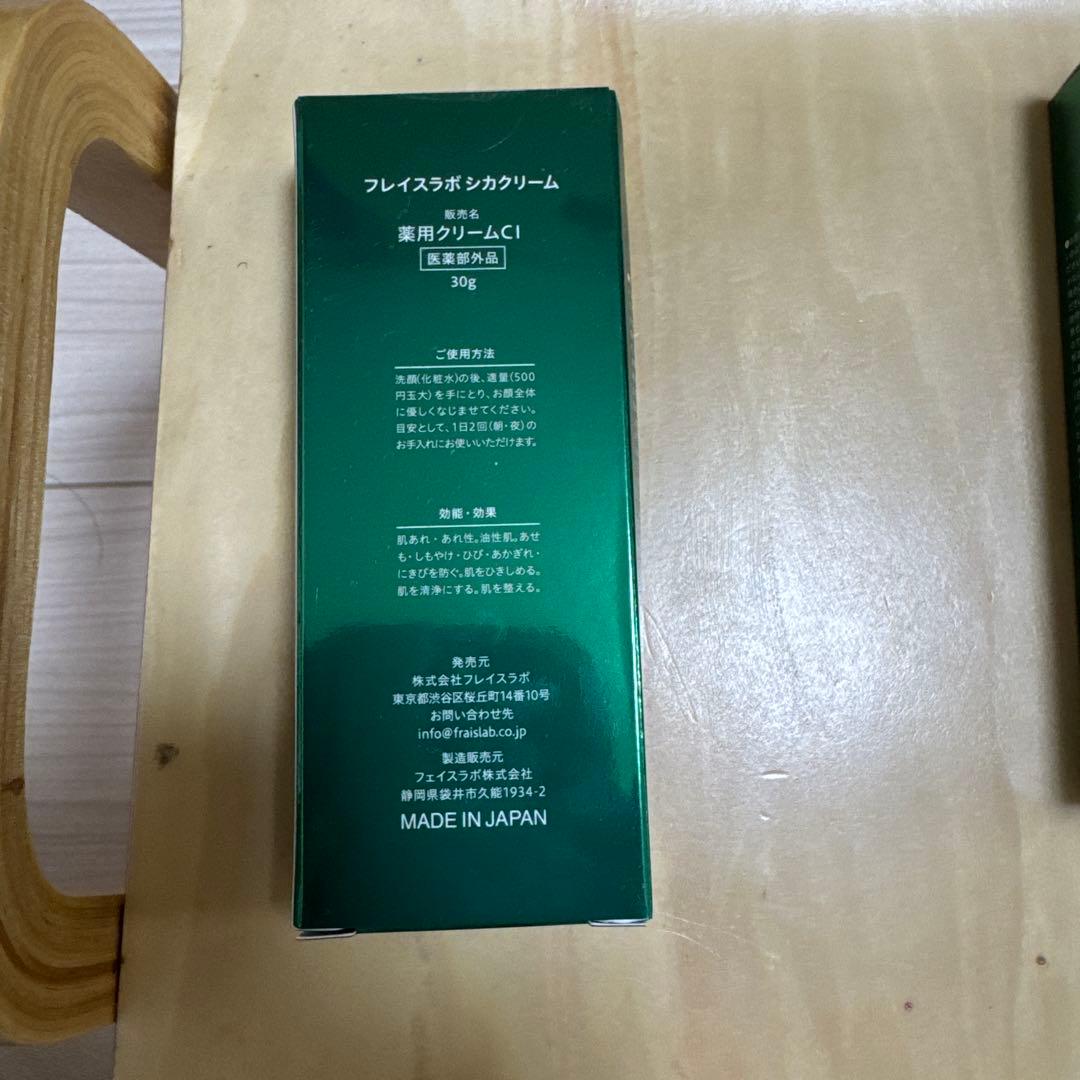 フレイスラボ シカクリーム
販売名
薬用クリームCI
医薬部外品
30g
ご使用方法
洗顔(化粧水)の後、適量(500
円玉大)を手にとり、お顔全体
に優しくなじませてください。
目安として、1日2回(朝・夜)の
お手入れにお使いいただけます。
効能・効果
肌あれ・あれ性。油性肌。あせ
も・しもやけ・ひび・あかぎれ・
にきびを防ぐ。肌をひきしめる。
肌を清浄にする。肌を整える。
発売元
株式会社フレイスラボ
東京都渋谷区桜丘町14番10号
お問い合わせ先
info@fraislab.co.jp
製造販売元
フェイスラボ株式会社
静岡県袋井市久能1934-2
MADE IN JAPAN